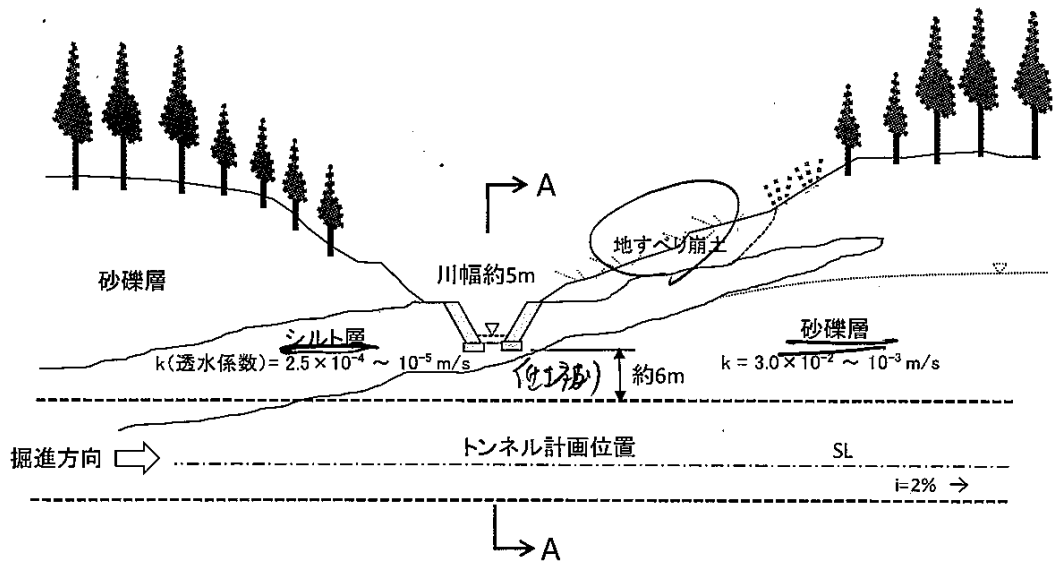 A
地すべり崩土
砂礫層
川幅約5m
シルト層
砂礫層
k(透水係数)= 2.5×10⁻⁴ ~ 10⁻⁵ m/s
k = 3.0×10⁻² ~ 10⁻³ m/s
約6m
トンネル計画位置
SL
掘進方向
i=2%
A